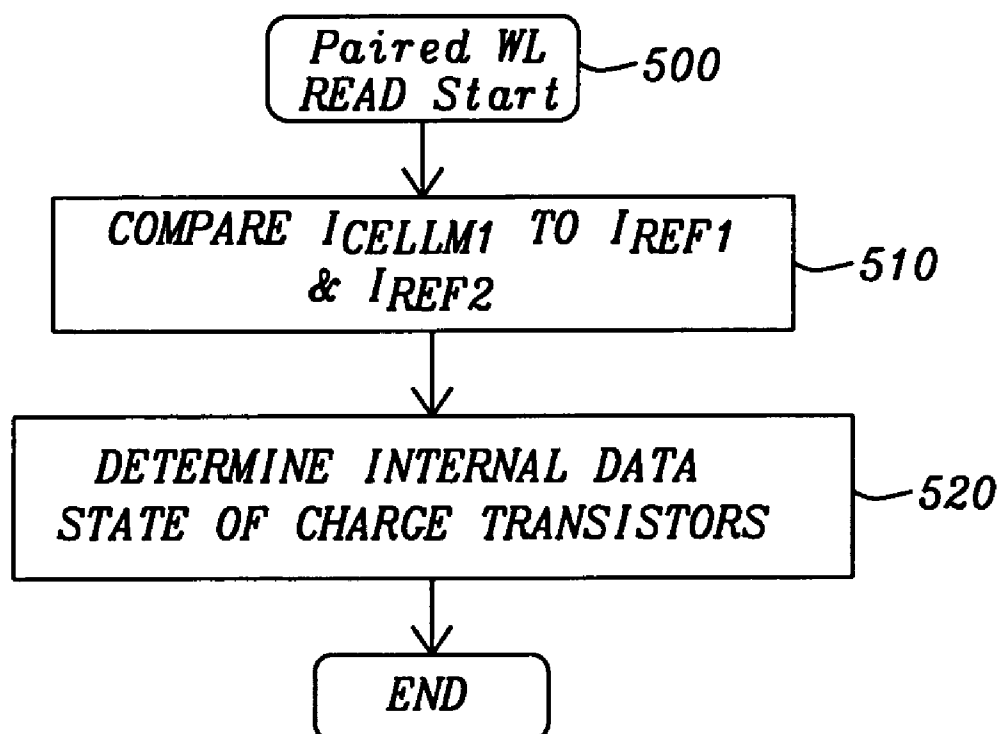 Paired WL
READ Start
500
COMPARE ICELLM1 TO IREF1
& IREF2
510
DETERMINE INTERNAL DATA
STATE OF CHARGE TRANSISTORS
520
END